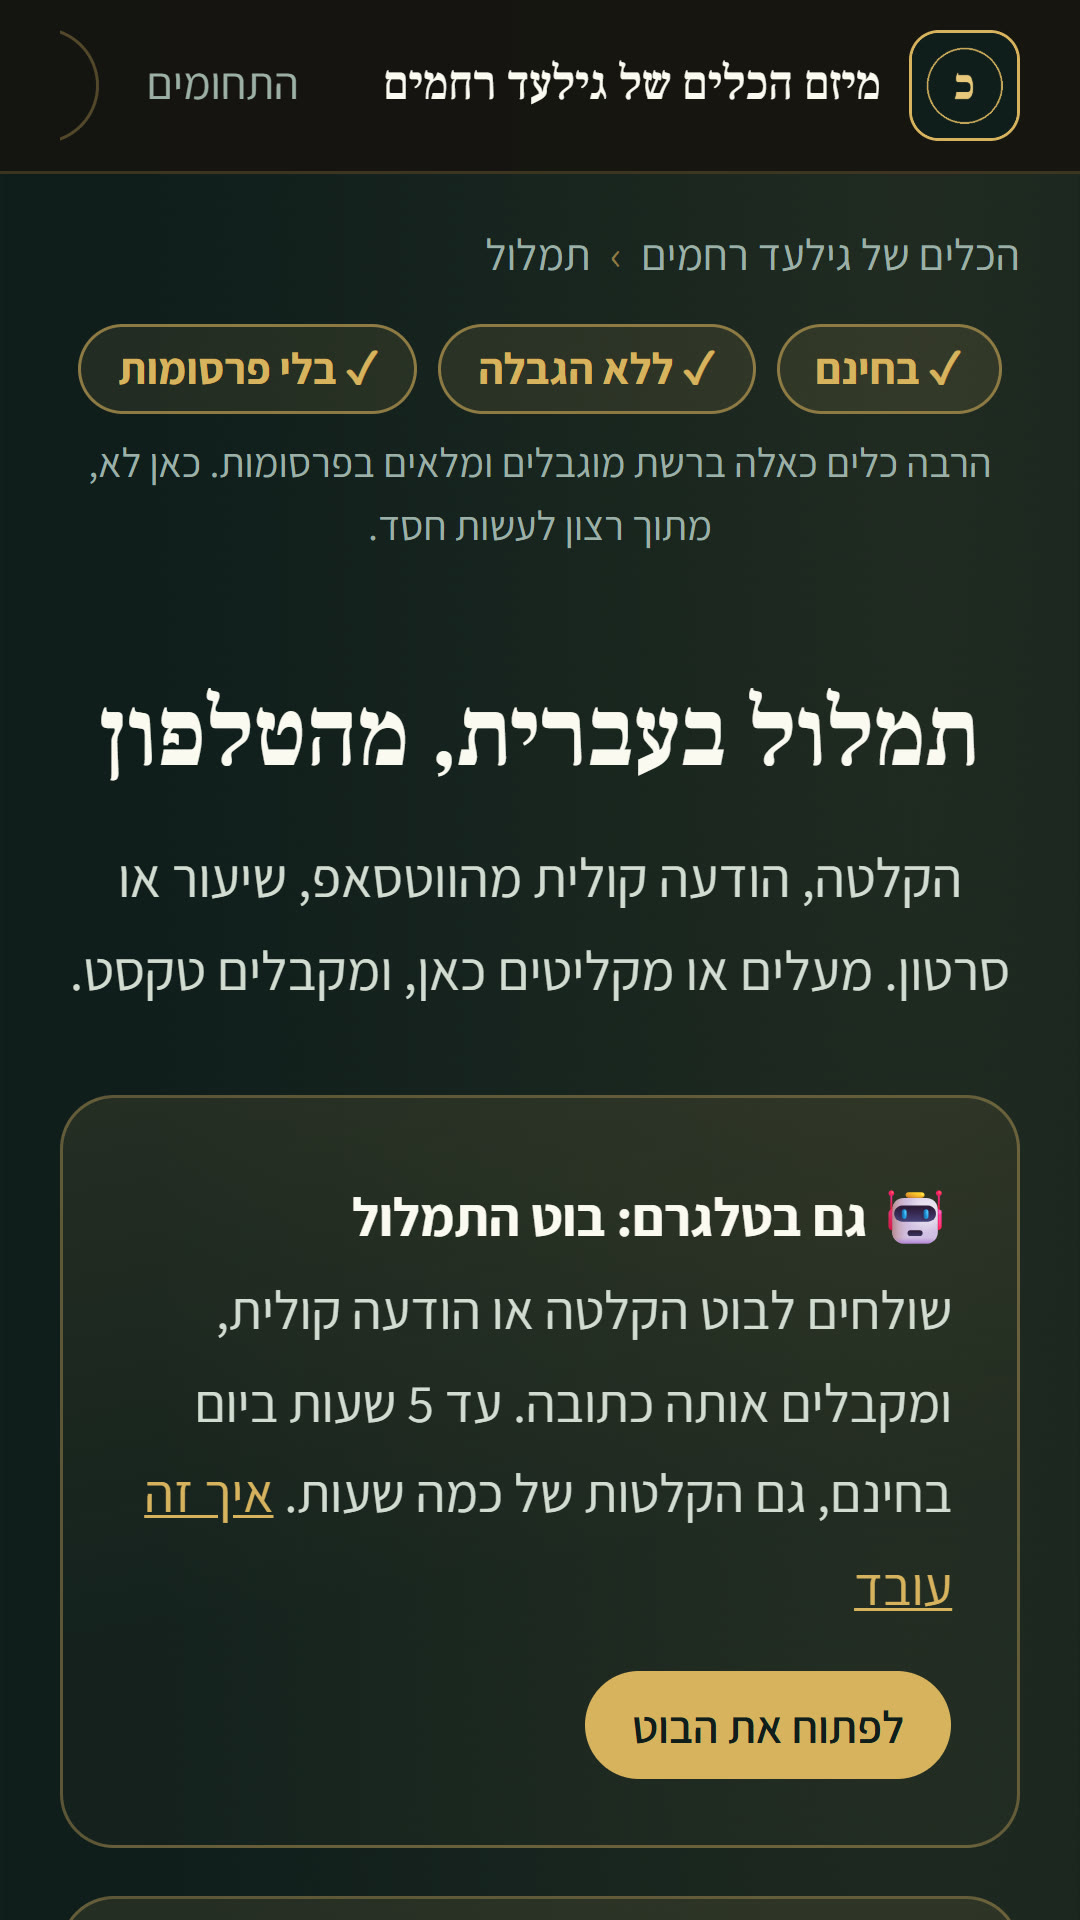 כ
מיזם הכלים של גילעד רחמים
התחומים
הכלים של גילעד רחמים › תמלול
✓ בחינם
✓ ללא הגבלה
✓ בלי פרסומות
הרבה כלים כאלה ברשת מוגבלים ומלאים בפרסומות. כאן לא,
מתוך רצון לעשות חסד.
תמלול בעברית, מהטלפון
הקלטה, הודעה קולית מהווטסאפ, שיעור או
סרטון. מעלים או מקליטים כאן, ומקבלים טקסט.
🤖 גם בטלגרם: בוט התמלול
שולחים לבוט הקלטה או הודעה קולית,
ומקבלים אותה כתובה. עד 5 שעות ביום
בחינם, גם הקלטות של כמה שעות. איך זה
עובד
לפתוח את הבוט